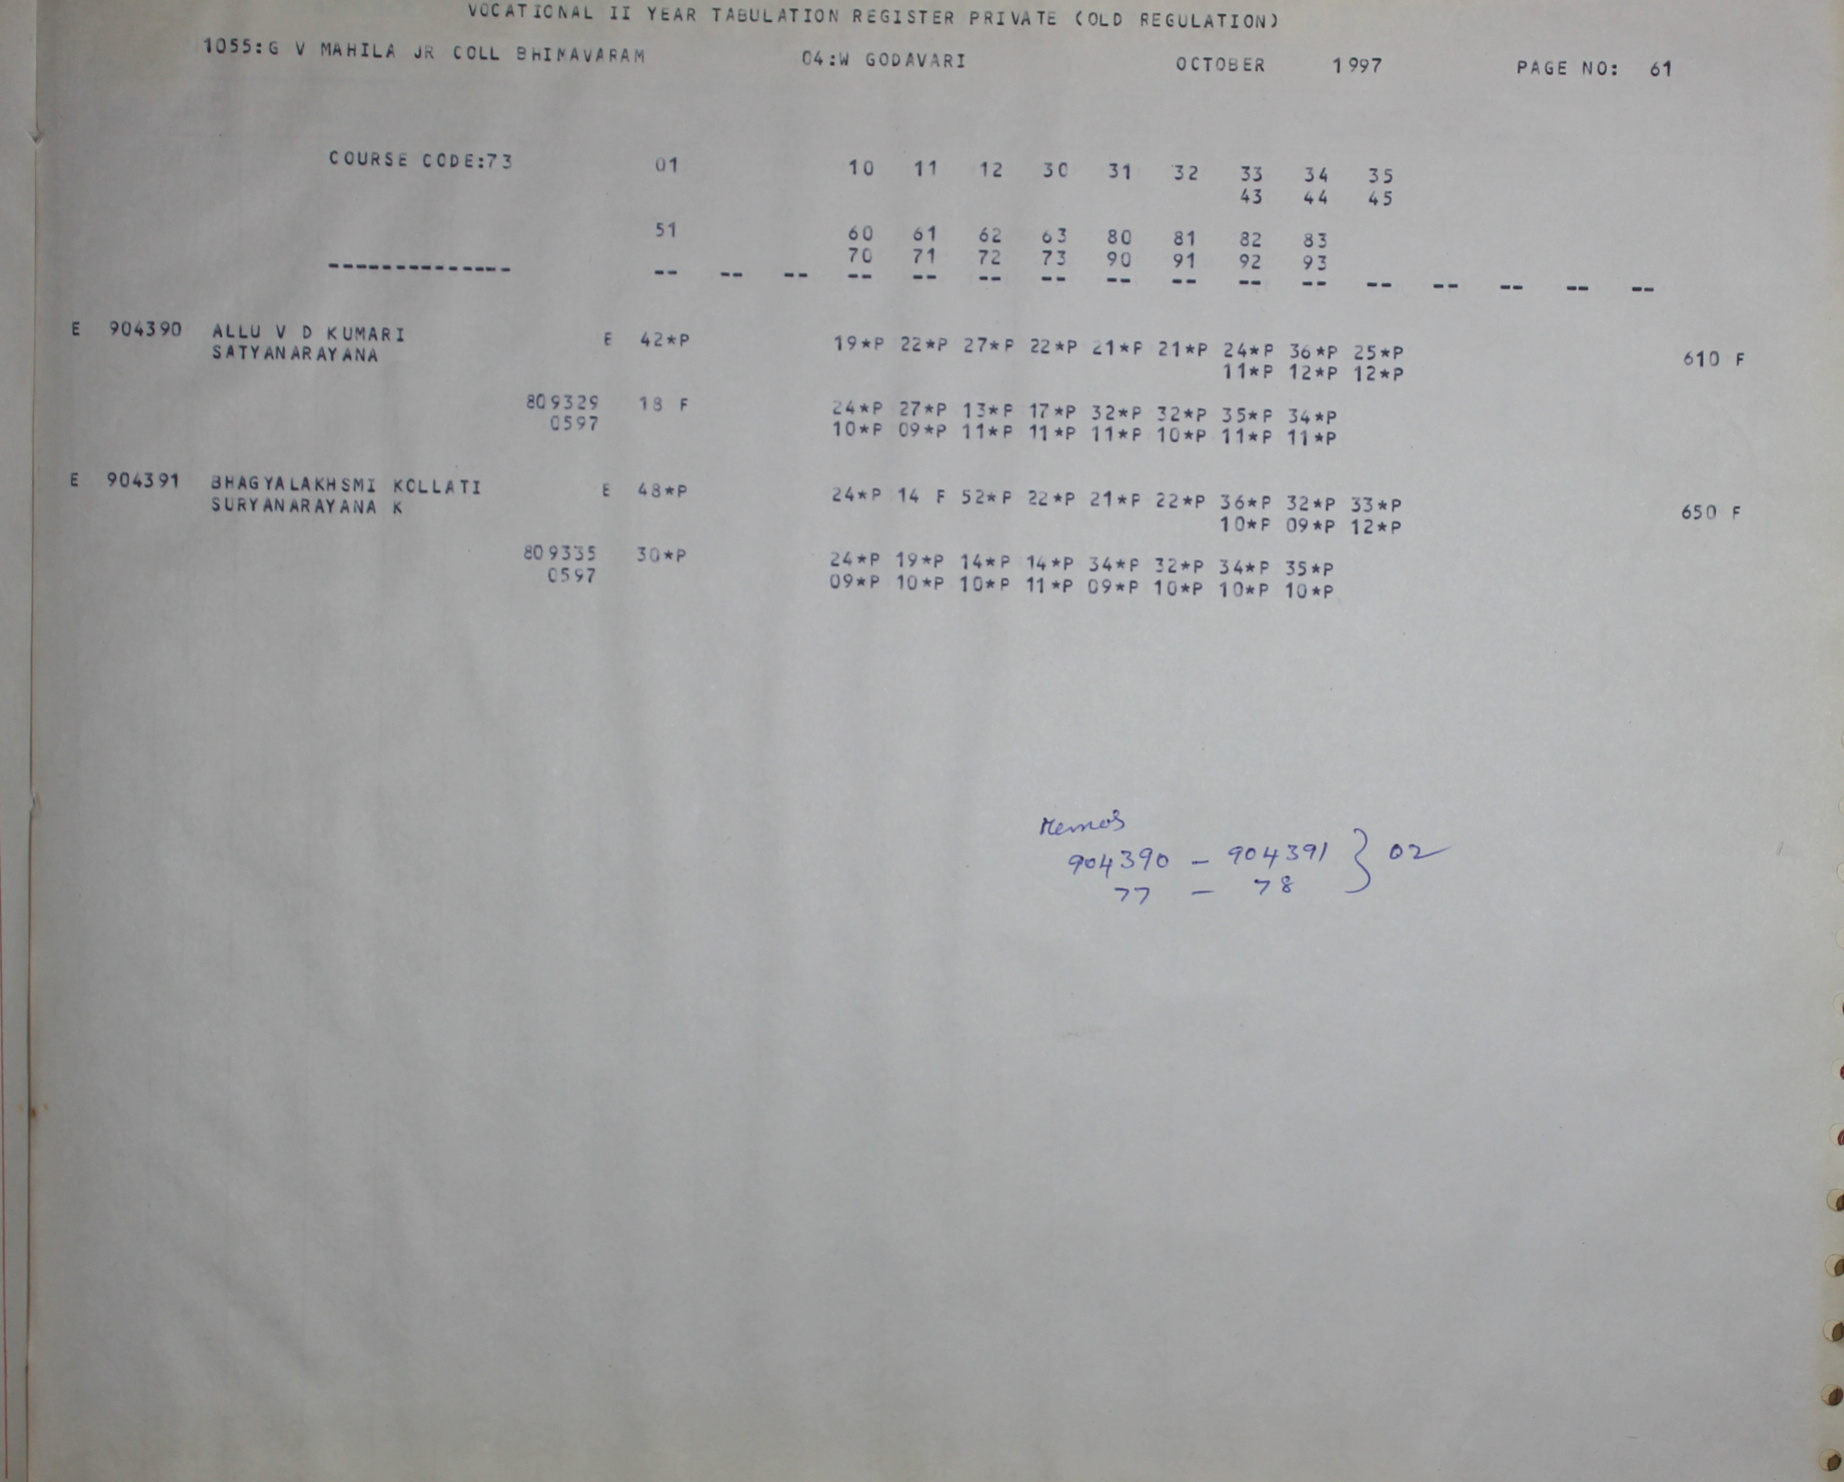 VOCATIONAL II YEAR TABULATION REGISTER PRIVATE (OLD REGULATION)
1055:G V MAHILA JR COLL BHIMAVARAM 04:W GODAVARI OCTOBER 1997 PAGE NO: 61
COURSE CODE:73 01 10 11 12 30 31 32 33 34 35
43 44 45
51 60 61 62 63 80 81 82 83
70 71 72 73 90 91 92 93
-------------- -- -- -- -- -- -- -- -- -- -- -- -- -- -- -- --
E 904390 ALLU V D KUMARI E 42*P 19*P 22*P 27*P 22*P 21*P 21*P 24*P 36*P 25*P 610 F
SATYANARAYANA 11*P 12*P 12*P
809329 18 F 24*P 27*P 13*P 17*P 32*P 32*P 35*P 34*P
0597 10*P 09*P 11*P 11*P 11*P 10*P 11*P 11*P
E 904391 BHAGYALAKHSMI KOLLATI E 48*P 24*P 14 F 52*P 22*P 21*P 22*P 36*P 32*P 33*P 650 F
SURYANARAYANA K 10*P 09*P 12*P
809335 30*P 24*P 19*P 14*P 14*P 34*P 32*P 34*P 35*P
0597 09*P 10*P 10*P 11*P 09*P 10*P 10*P 10*P
Memos
904390 - 904391 } 02
77 - 78